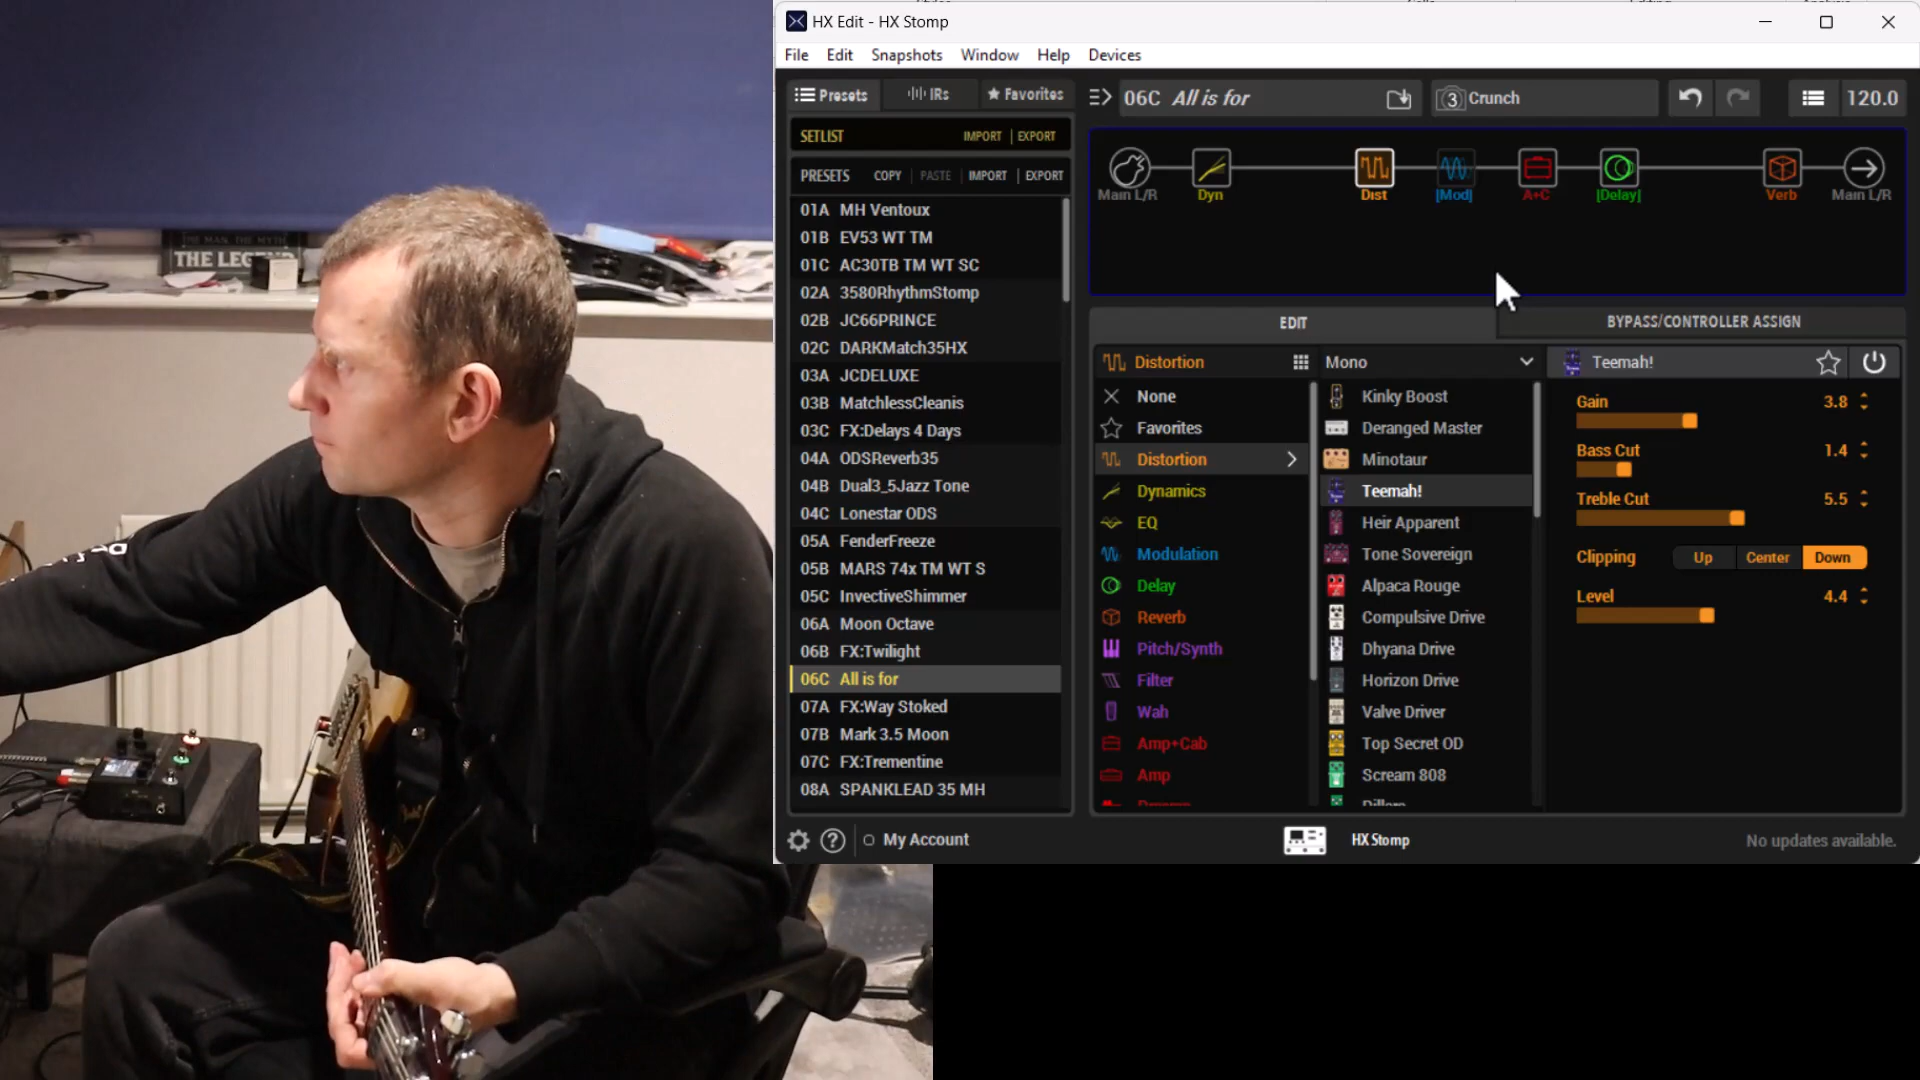 HX Edit - HX Stomp
File Edit Snapshots Window Help Devices
Presets IRs Favorites
06C All is for
3 Crunch
120.0
SETLIST IMPORT | EXPORT
PRESETS COPY | PASTE | IMPORT | EXPORT
01A MH Ventoux
01B EV53 WT TM
01C AC30TB TM WT SC
02A 3580RhythmStomp
02B JC66PRINCE
02C DARKMatch35HX
03A JCDELUXE
03B MatchlessCleanis
03C FX:Delays 4 Days
04A ODSReverb35
04B Dual3_5Jazz Tone
04C Lonestar ODS
05A FenderFreeze
05B MARS 74x TM WT S
05C InvectiveShimmer
06A Moon Octave
06B FX:Twilight
06C All is for
07A FX:Way Stoked
07B Mark 3.5 Moon
07C FX:Trementine
08A SPANKLEAD 35 MH
Main L/R Dyn Dist [Mod] A+C [Delay] Verb Main L/R
EDIT
BYPASS/CONTROLLER ASSIGN
Distortion
None
Favorites
Distortion
Dynamics
EQ
Modulation
Delay
Reverb
Pitch/Synth
Filter
Wah
Amp+Cab
Amp
Mono
Kinky Boost
Deranged Master
Minotaur
Teemah!
Heir Apparent
Tone Sovereign
Alpaca Rouge
Compulsive Drive
Dhyana Drive
Horizon Drive
Valve Driver
Top Secret OD
Scream 808
Teemah!
Gain 3.8
Bass Cut 1.4
Treble Cut 5.5
Clipping Up Center Down
Level 4.4
My Account
HX Stomp
No updates available.
THE MAN. THE MYTH.
THE LEGEND